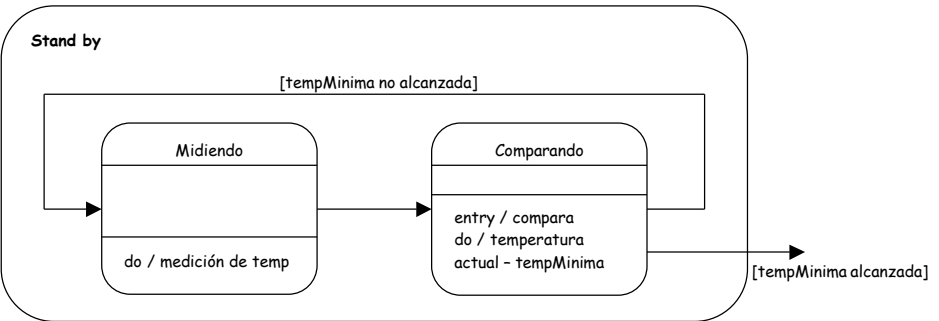 Stand by
[tempMinima no alcanzada]
Midiendo
do / medición de temp
Comparando
entry / compara
do / temperatura
actual – tempMinima
[tempMinima alcanzada]